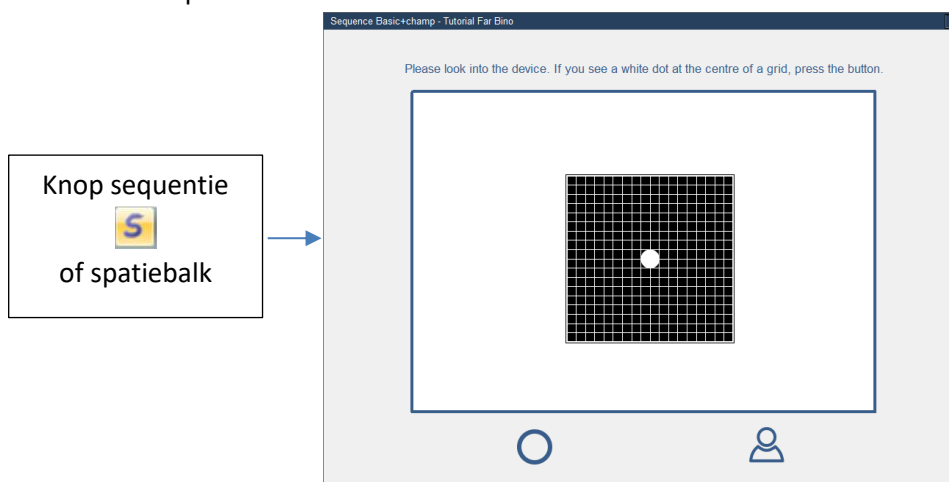 Sequence Basic+champ - Tutorial Far Bino
Please look into the device. If you see a white dot at the centre of a grid, press the button.
Knop sequentie
S
of spatiebalk